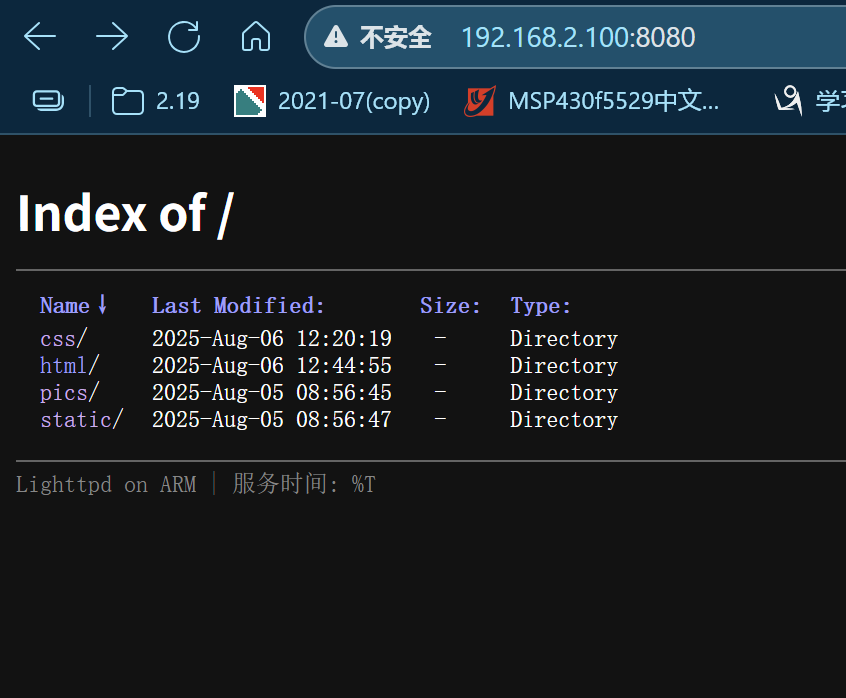 不安全 192.168.2.100:8080
2.19 2021-07(copy) MSP430f5529中文...
Index of /
Name↓ Last Modified: Size: Type:
css/ 2025-Aug-06 12:20:19 - Directory
html/ 2025-Aug-06 12:44:55 - Directory
pics/ 2025-Aug-05 08:56:45 - Directory
static/ 2025-Aug-05 08:56:47 - Directory
Lighttpd on ARM | 服务时间: %T